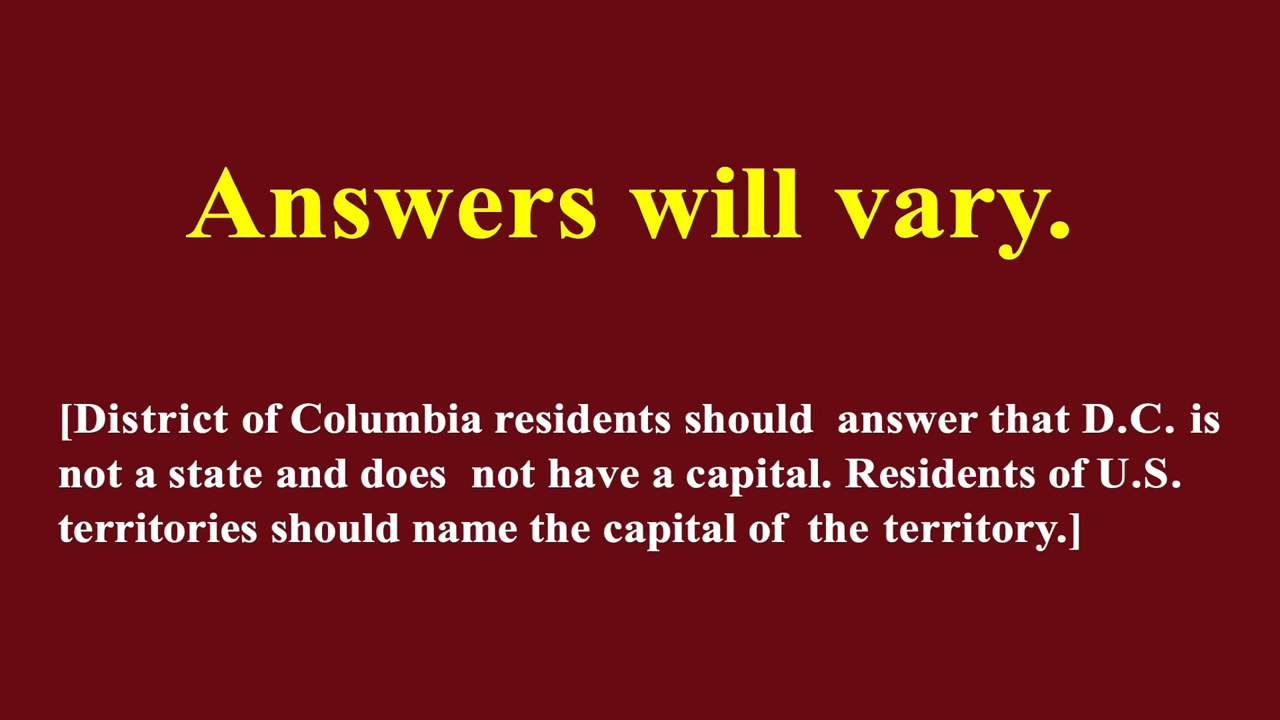 Answers will vary.
[District of Columbia residents should answer that D.C. is
not a state and does not have a capital. Residents of U.S.
territories should name the capital of the territory.]